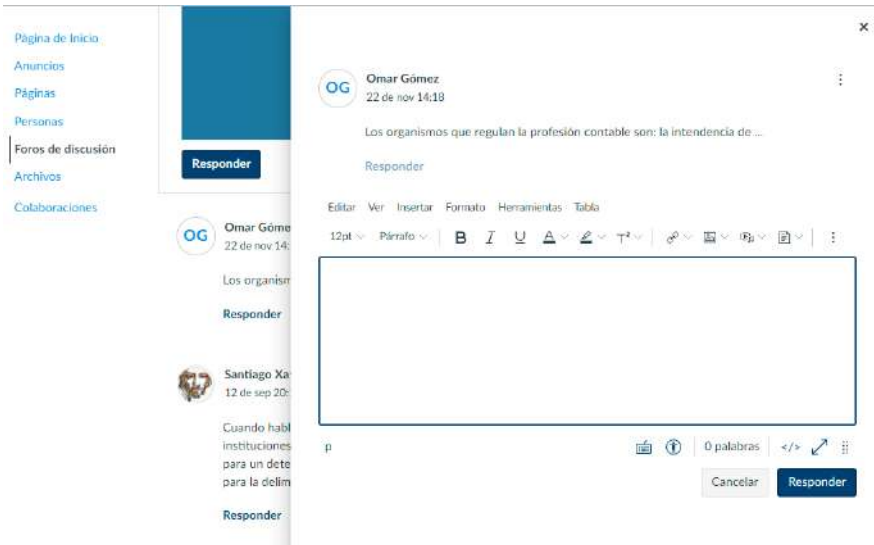 Página de Inicio
Anuncios
Páginas
Personas
Foros de discusión
Archivos
Colaboraciones
Responder
OG
Omar Góme
22 de nov 14:
Los organism
Responder
Santiago Xa
12 de sep 20:
Cuando habl
instituciones
para un dete
para la delim
Responder
×
OG
Omar Gómez
22 de nov 14:18
Los organismos que regulan la profesión contable son: la intendencia de ...
Responder
Editar Ver Insertar Formato Herramientas Tabla
12pt Párrafo B I U A T²
p
0 palabras </>
Cancelar Responder